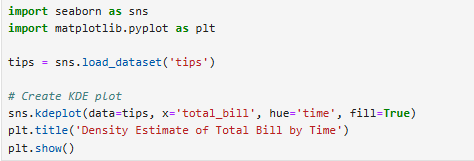 import seaborn as sns
import matplotlib.pyplot as plt
tips = sns.load_dataset('tips')
# Create KDE plot
sns.kdeplot(data=tips, x='total_bill', hue='time', fill=True)
plt.title('Density Estimate of Total Bill by Time')
plt.show()